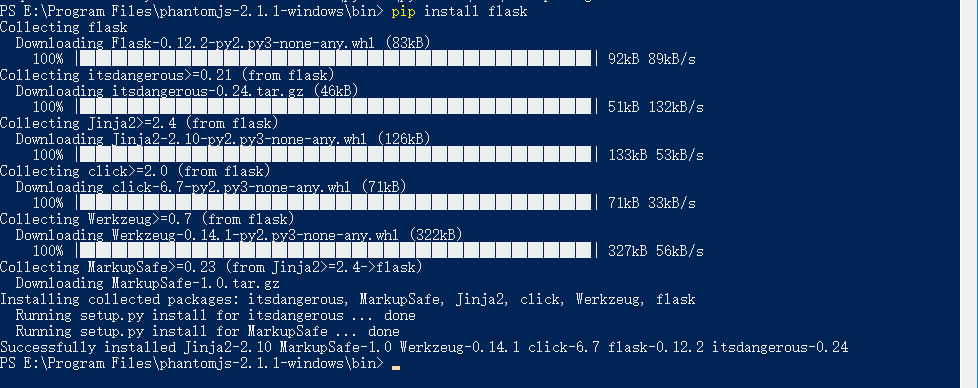 PS E:\Program Files\phantomjs-2.1.1-windows\bin> pip install flask
Collecting flask
  Downloading Flask-0.12.2-py2.py3-none-any.whl (83kB)
    100% |████████████████████████████████| 92kB 89kB/s
Collecting itsdangerous>=0.21 (from flask)
  Downloading itsdangerous-0.24.tar.gz (46kB)
    100% |████████████████████████████████| 51kB 132kB/s
Collecting Jinja2>=2.4 (from flask)
  Downloading Jinja2-2.10-py2.py3-none-any.whl (126kB)
    100% |████████████████████████████████| 133kB 53kB/s
Collecting click>=2.0 (from flask)
  Downloading click-6.7-py2.py3-none-any.whl (71kB)
    100% |████████████████████████████████| 71kB 33kB/s
Collecting Werkzeug>=0.7 (from flask)
  Downloading Werkzeug-0.14.1-py2.py3-none-any.whl (322kB)
    100% |████████████████████████████████| 327kB 56kB/s
Collecting MarkupSafe>=0.23 (from Jinja2>=2.4->flask)
  Downloading MarkupSafe-1.0.tar.gz
Installing collected packages: itsdangerous, MarkupSafe, Jinja2, click, Werkzeug, flask
  Running setup.py install for itsdangerous ... done
  Running setup.py install for MarkupSafe ... done
Successfully installed Jinja2-2.10 MarkupSafe-1.0 Werkzeug-0.14.1 click-6.7 flask-0.12.2 itsdangerous-0.24
PS E:\Program Files\phantomjs-2.1.1-windows\bin>